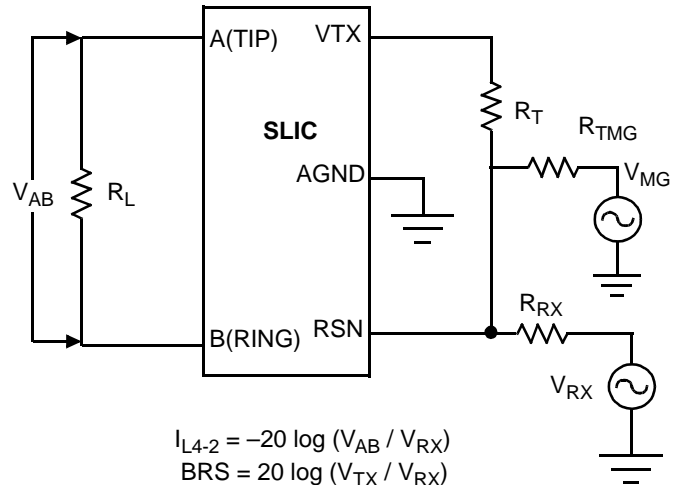 A(TIP) VTX
R_T
R_TMG
SLIC
V_MG
AGND
V_AB R_L
R_RX
B(RING) RSN
V_RX
I_L4-2 = –20 log (V_AB / V_RX)
BRS = 20 log (V_TX / V_RX)